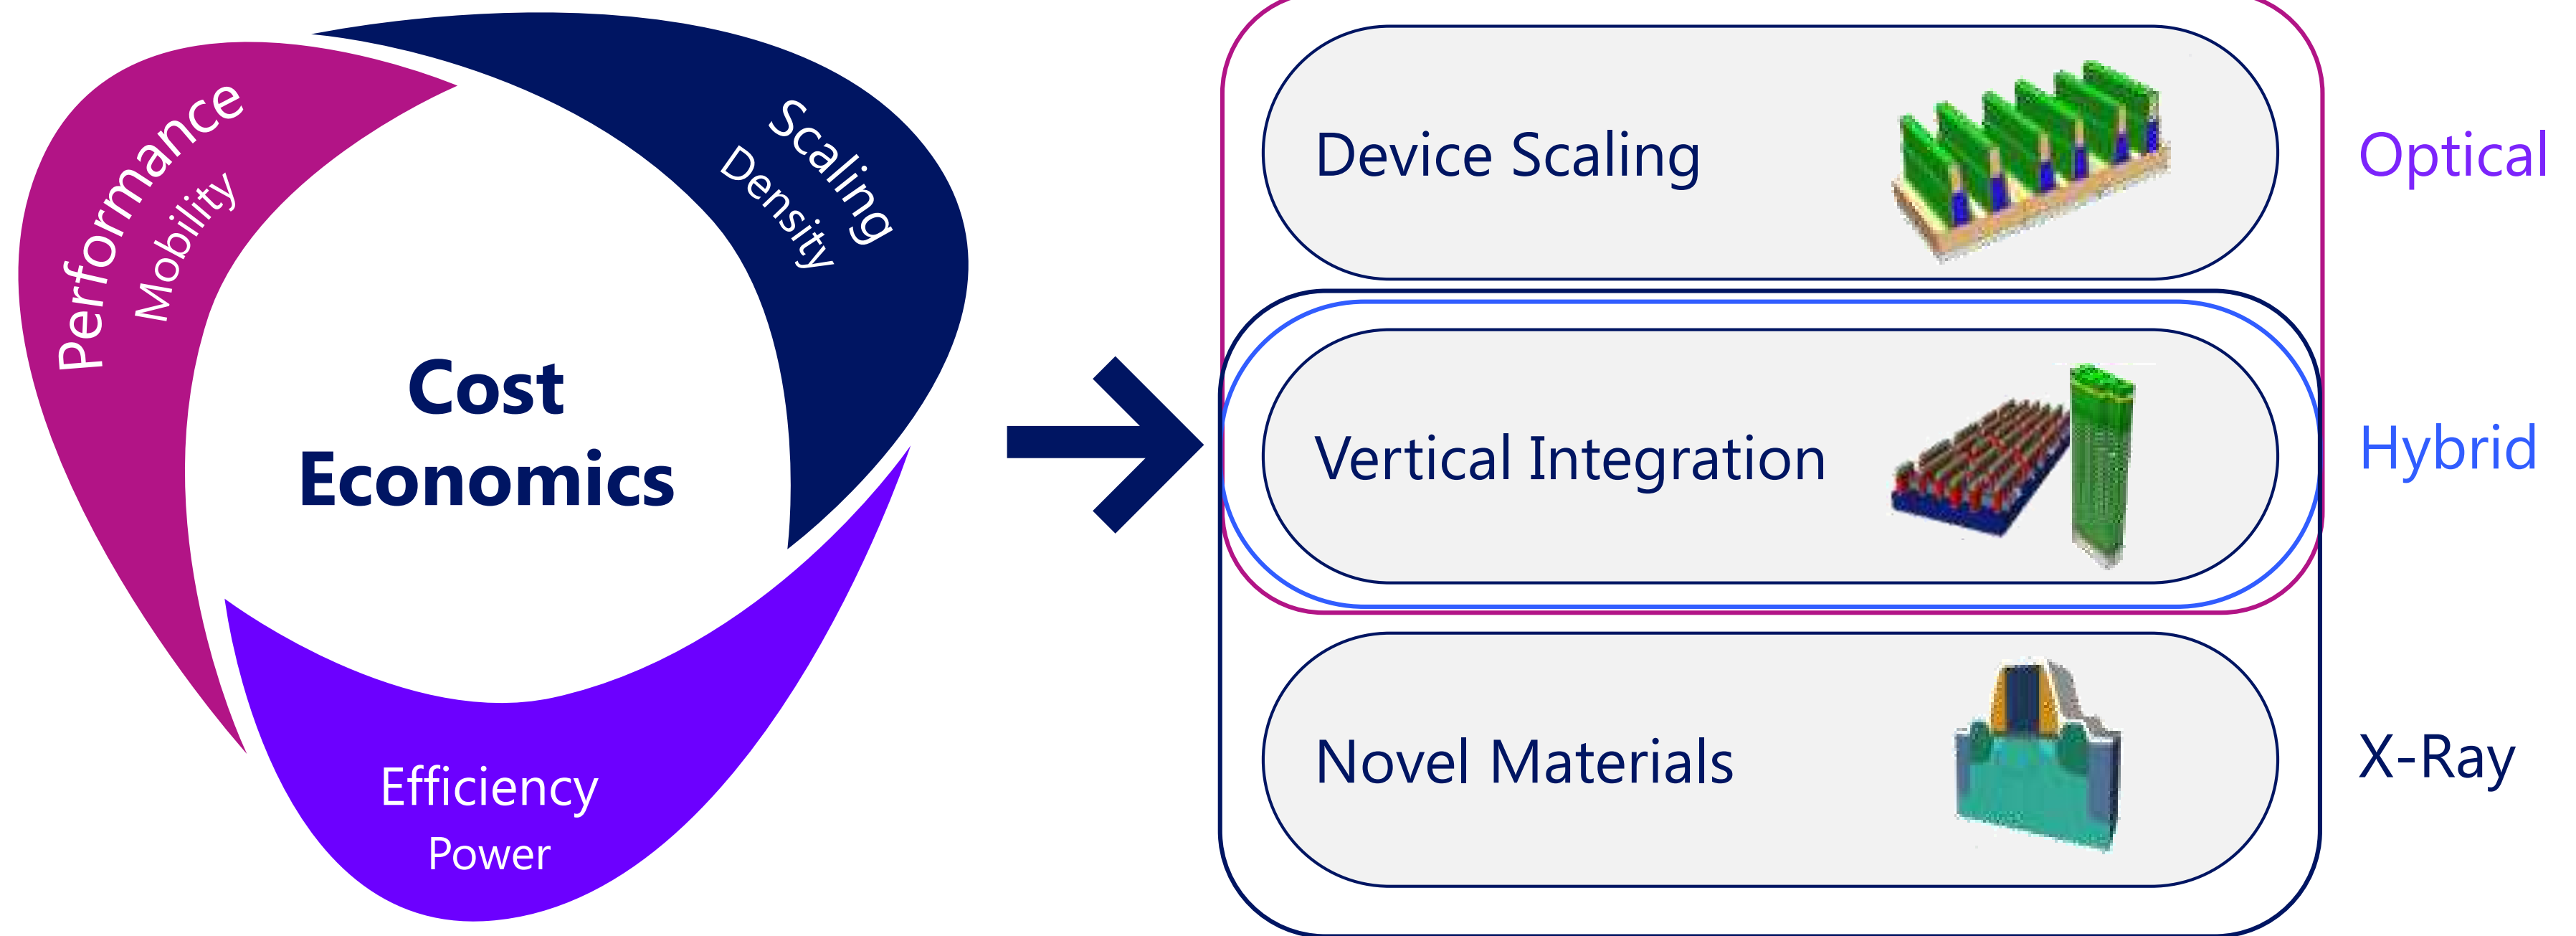 Performance
Mobility
Scaling
Density
Cost
Economics
Efficiency
Power
Device Scaling
Optical
Vertical Integration
Hybrid
Novel Materials
X-Ray